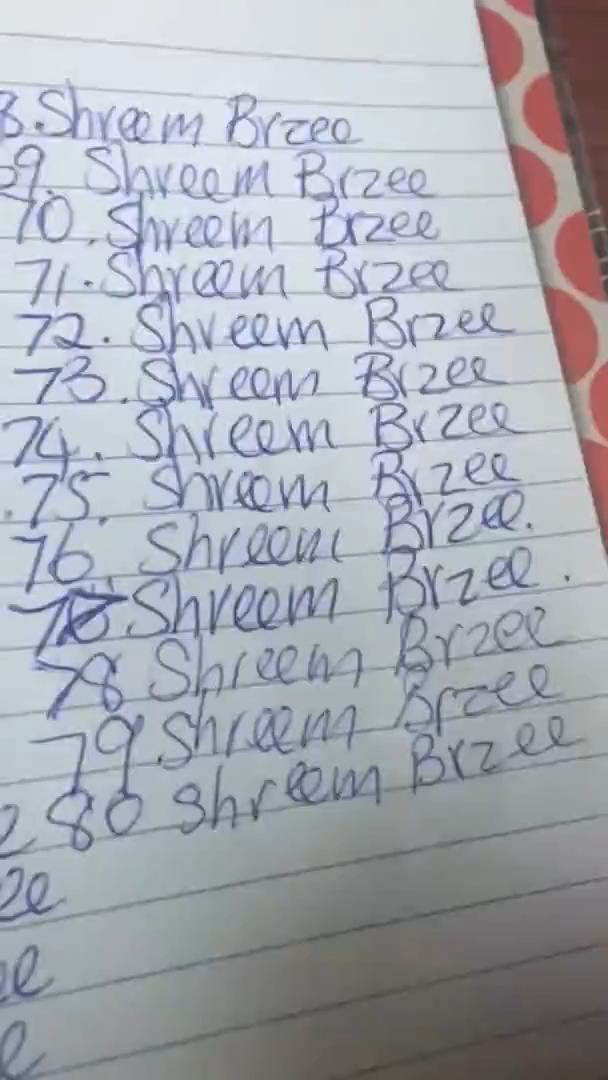 8. Shreem Brzee
69. Shreem Brzee
70. Shreem Brzee
71. Shreem Brzee
72. Shreem Brzee
73. Shreem Brzee
74. Shreem Brzee
75. Shreem Brzee
76. Shreem Brzee.
Shreem Brzee.
78 Shreem Brzee
79. Shreem Brzee
80 Shreem Brzee
ee
e